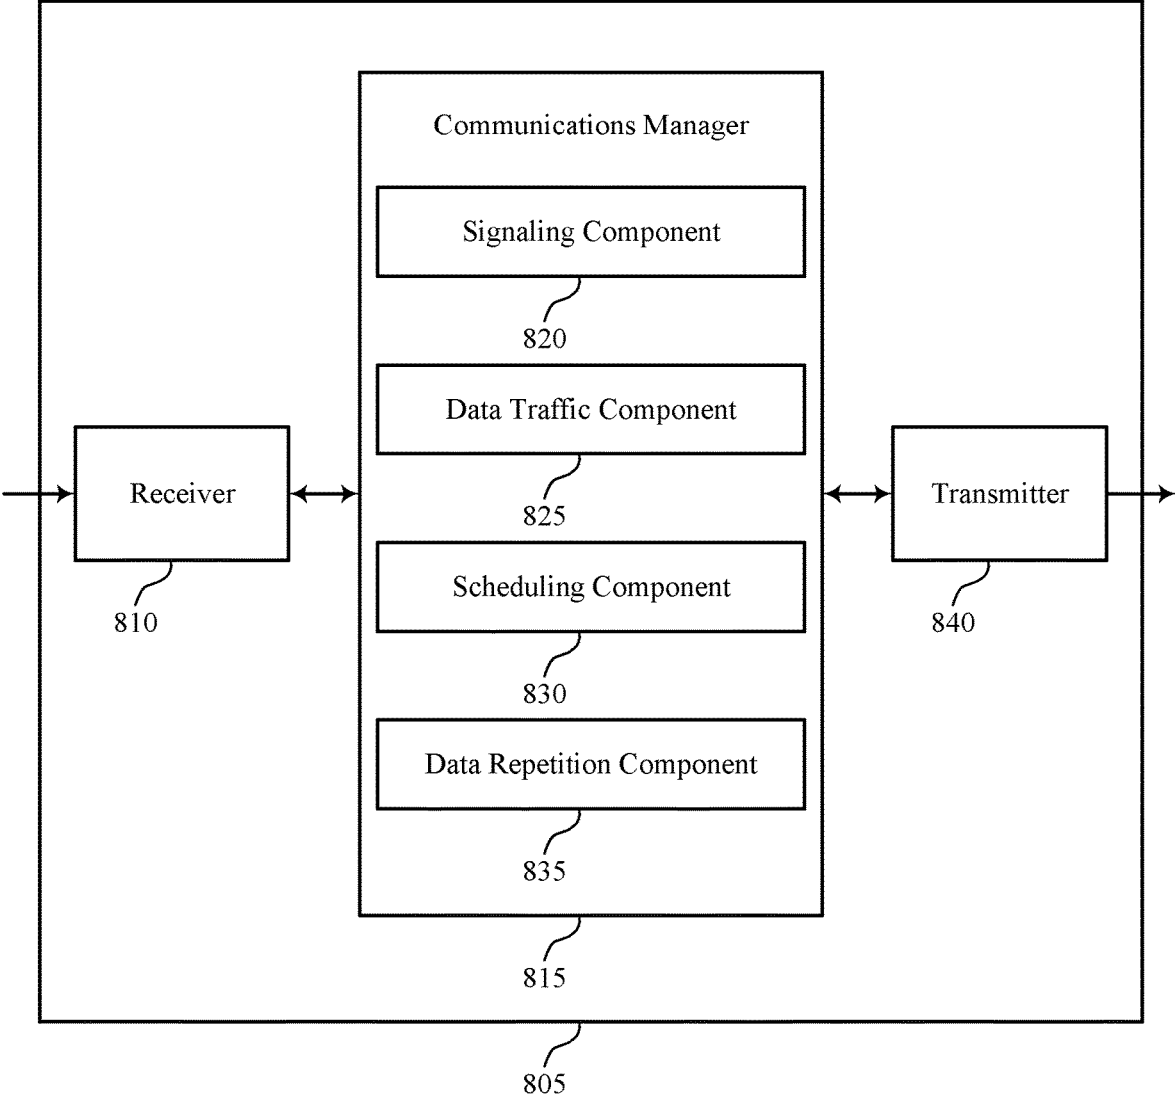 Communications Manager
Signaling Component
820
Data Traffic Component
825
Receiver
810
Transmitter
840
Scheduling Component
830
Data Repetition Component
835
815
805